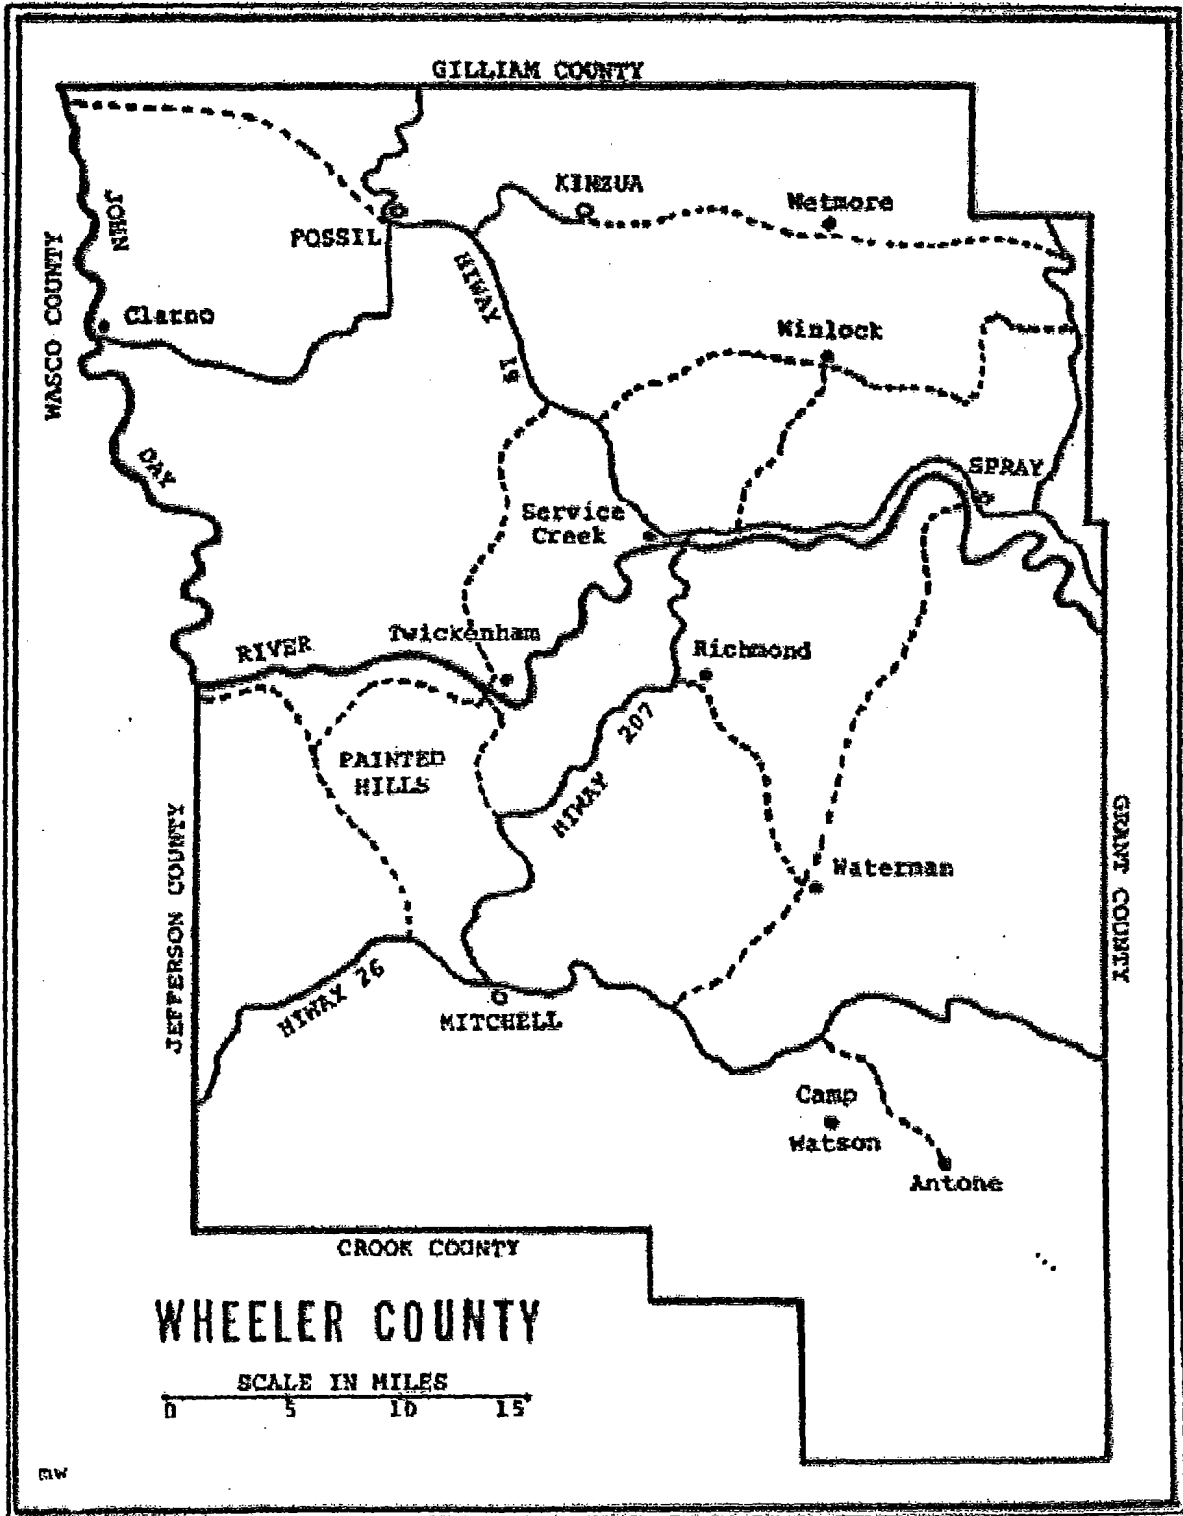 GILLIAM COUNTY
KINZUA
Wetmore
JOHN
FOSSIL
WASCO COUNTY
HIWAY 19
Clarno
Winlock
DAY
SPRAY
Service
Creek
Twickenham
RIVER
Richmond
PAINTED
HILLS
HIWAY 207
JEFFERSON COUNTY
GRANT COUNTY
Waterman
HIWAY 26
MITCHELL
Camp
Watson
Antone
CROOK COUNTY
WHEELER COUNTY
SCALE IN MILES
0 5 10 15
mw